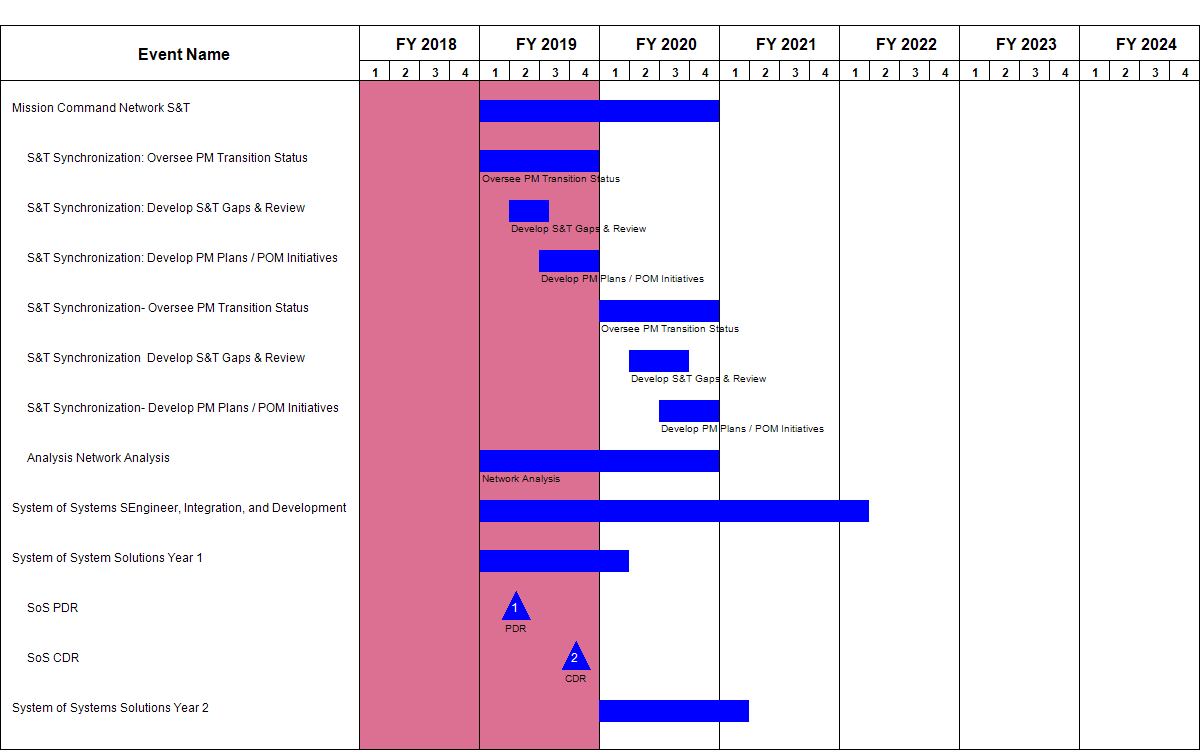 Event Name FY 2018 FY 2019 FY 2020 FY 2021 FY 2022 FY 2023 FY 2024
1 2 3 4 1 2 3 4 1 2 3 4 1 2 3 4 1 2 3 4 1 2 3 4 1 2 3 4
Mission Command Network S&T
S&T Synchronization: Oversee PM Transition Status
Oversee PM Transition Status
S&T Synchronization: Develop S&T Gaps & Review
Develop S&T Gaps & Review
S&T Synchronization: Develop PM Plans / POM Initiatives
Develop PM Plans / POM Initiatives
S&T Synchronization- Oversee PM Transition Status
Oversee PM Transition Status
S&T Synchronization  Develop S&T Gaps & Review
Develop S&T Gaps & Review
S&T Synchronization- Develop PM Plans / POM Initiatives
Develop PM Plans / POM Initiatives
Analysis Network Analysis
Network Analysis
System of Systems SEngineer, Integration, and Development
System of System Solutions Year 1
SoS PDR 1
PDR
SoS CDR 2
CDR
System of Systems Solutions Year 2